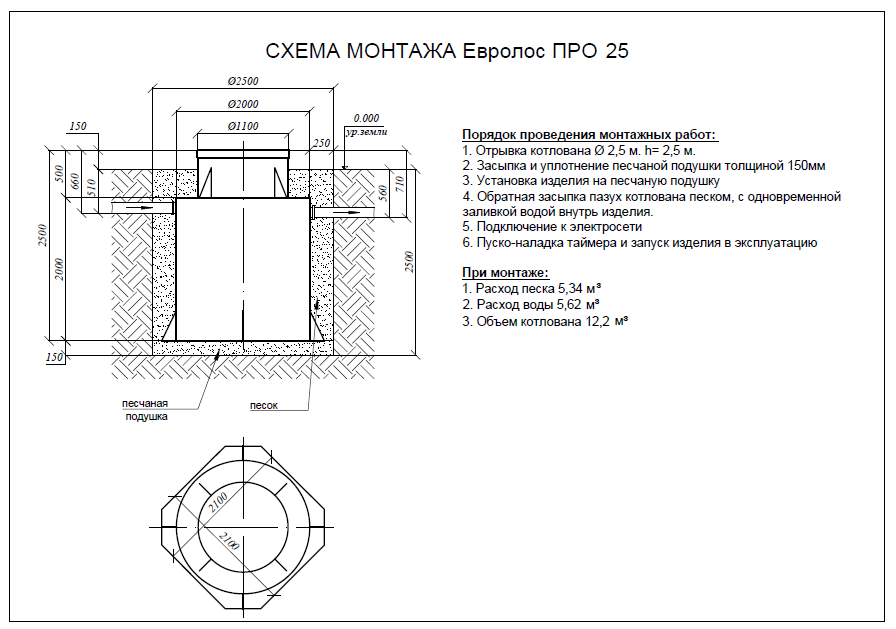 СХЕМА МОНТАЖА Евролос ПРО 25
Ø2500
Ø2000
Ø1100
150
250
0.000
ур.земли
500
660
510
560
710
2500
2000
2500
150
песчаная
подушка
песок
2100
2100
Порядок проведения монтажных работ:
1. Отрывка котлована Ø 2,5 м. h= 2,5 м.
2. Засыпка и уплотнение песчаной подушки толщиной 150мм
3. Установка изделия на песчаную подушку
4. Обратная засыпка пазух котлована песком, с одновременной
заливкой водой внутрь изделия.
5. Подключение к электросети
6. Пуско-наладка таймера и запуск изделия в эксплуатацию
При монтаже:
1. Расход песка 5,34 м³
2. Расход воды 5,62 м³
3. Объем котлована 12,2 м³